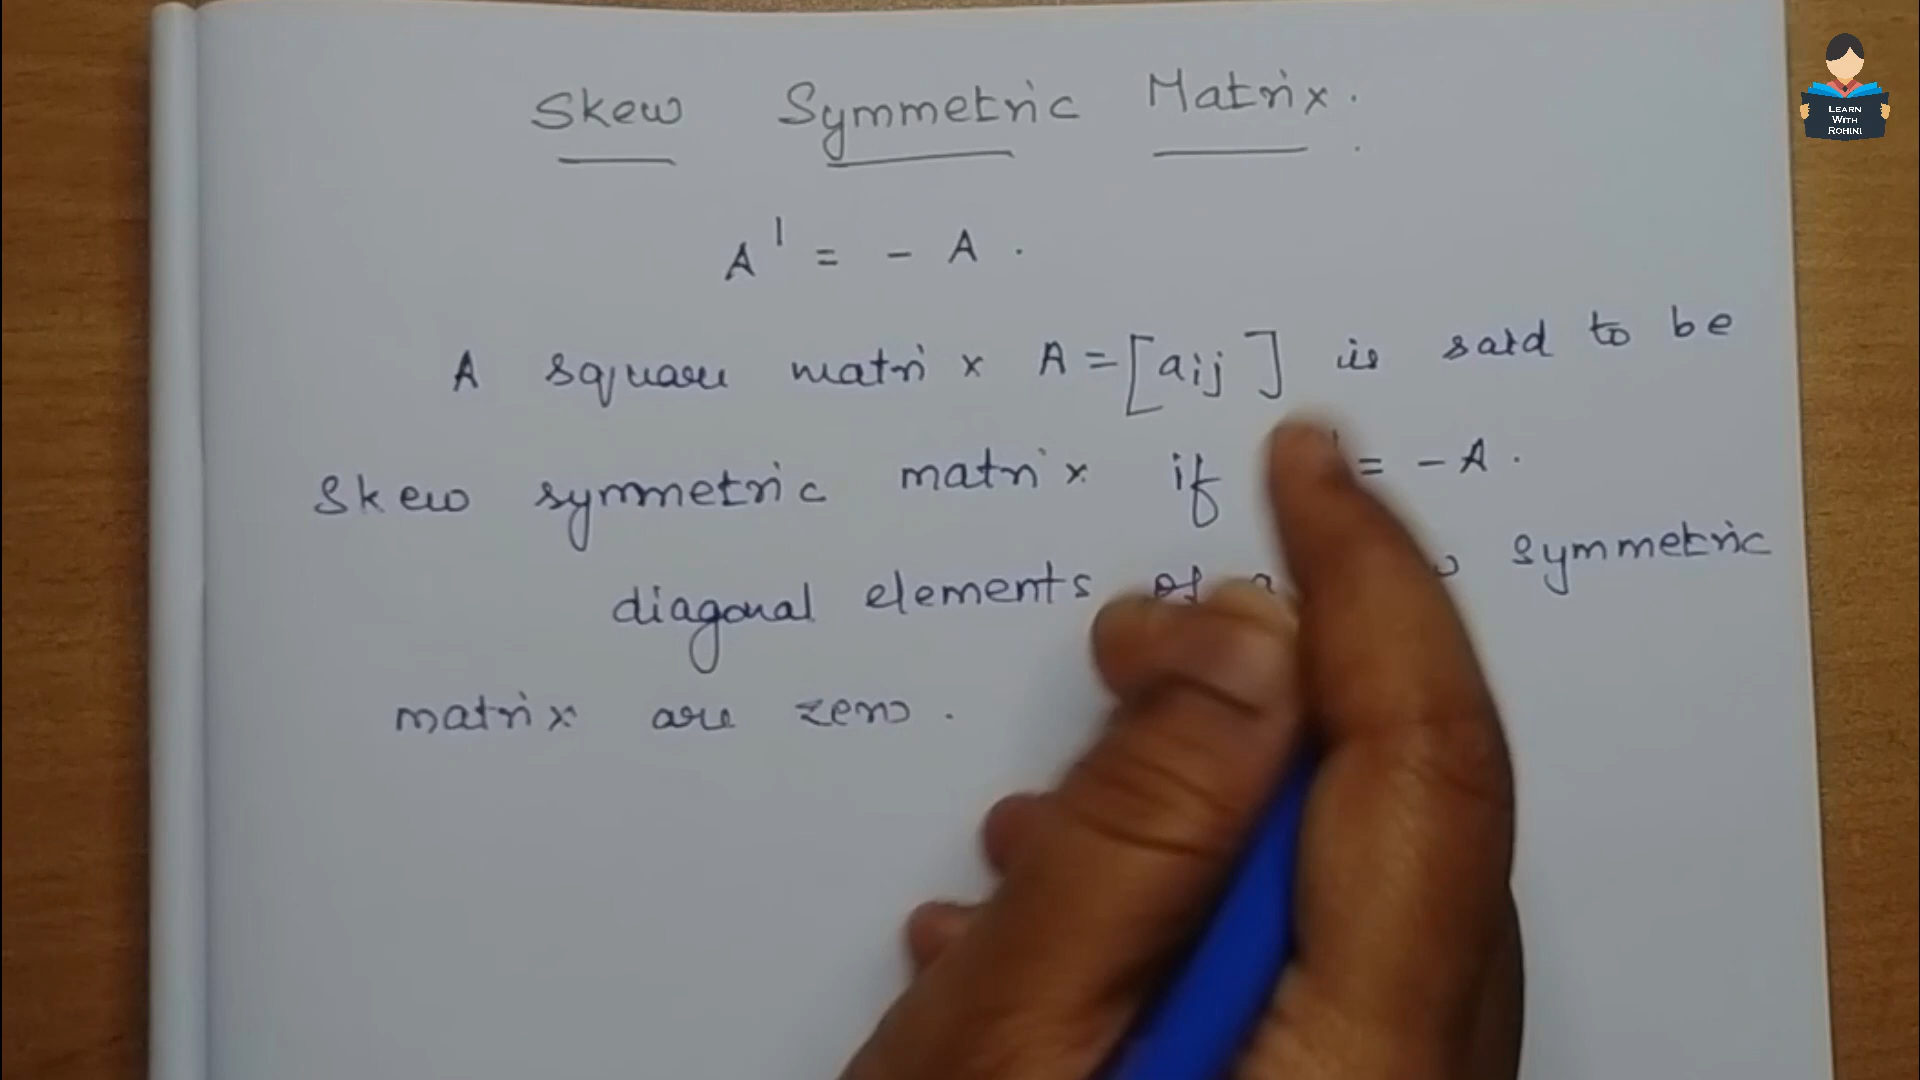 Skew Symmetric Matrix.
A' = - A .
A square matrix A = [aij] is said to be
Skew symmetric matrix if ' = - A .
diagonal elements of a symmetric
matrix are zero .
LEARN
WITH
ROHINI